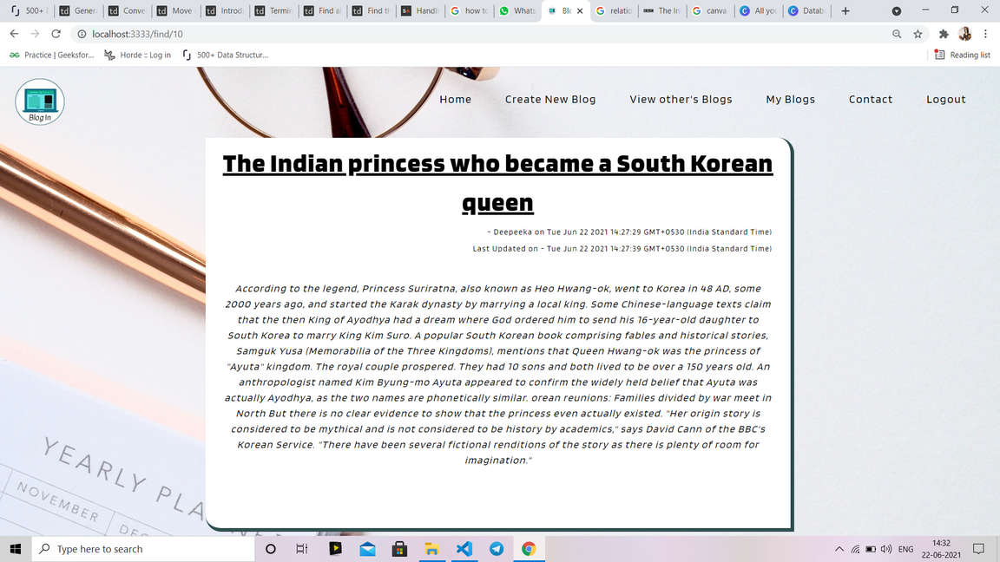 500+
Gener
Conve
Move
Introd
Termin
Find al
Find th
Handl
how to
Whats
Blo
relatio
The In
canva
All you
Datab
localhost:3333/find/10
Practice | Geeksfor...
Horde :: Log in
500+ Data Structur...
Reading list
Blog In
Home
Create New Blog
View other's Blogs
My Blogs
Contact
Logout
The Indian princess who became a South Korean
queen
- Deepeeka on Tue Jun 22 2021 14:27:29 GMT+0530 (India Standard Time)
Last Updated on - Tue Jun 22 2021 14:27:39 GMT+0530 (India Standard Time)
According to the legend, Princess Suriratna, also known as Heo Hwang-ok, went to Korea in 48 AD, some
2000 years ago, and started the Karak dynasty by marrying a local king. Some Chinese-language texts claim
that the then King of Ayodhya had a dream where God ordered him to send his 16-year-old daughter to
South Korea to marry King Kim Suro. A popular South Korean book comprising fables and historical stories,
Samguk Yusa (Memorabilia of the Three Kingdoms), mentions that Queen Hwang-ok was the princess of
"Ayuta" kingdom. The royal couple prospered. They had 10 sons and both lived to be over a 150 years old. An
anthropologist named Kim Byung-mo Ayuta appeared to confirm the widely held belief that Ayuta was
actually Ayodhya, as the two names are phonetically similar. orean reunions: Families divided by war meet in
North But there is no clear evidence to show that the princess even actually existed. "Her origin story is
considered to be mythical and is not considered to be history by academics," says David Cann of the BBC's
Korean Service. "There have been several fictional renditions of the story as there is plenty of room for
imagination."
YEARLY PLA
NOVEMBER
DEC
Type here to search
ENG
14:32
22-06-2021